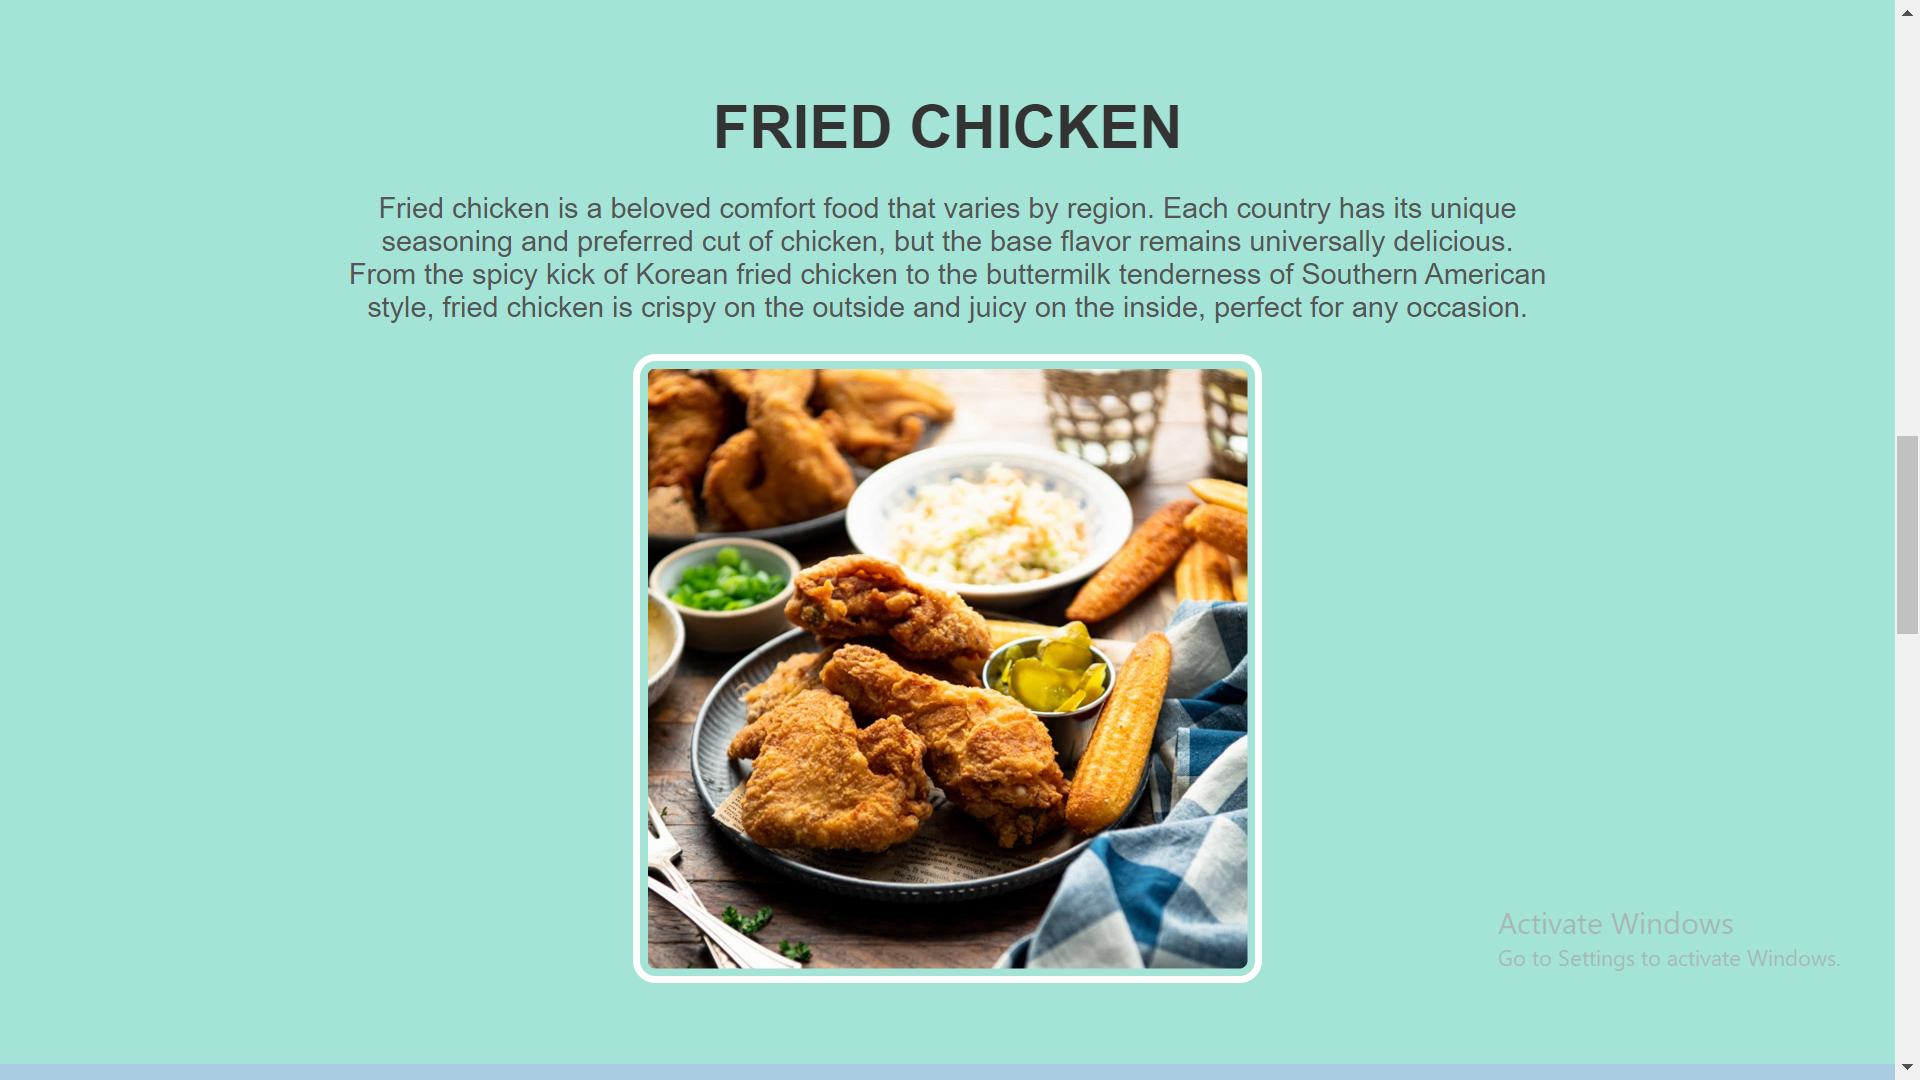 FRIED CHICKEN
Fried chicken is a beloved comfort food that varies by region. Each country has its unique
seasoning and preferred cut of chicken, but the base flavor remains universally delicious.
From the spicy kick of Korean fried chicken to the buttermilk tenderness of Southern American
style, fried chicken is crispy on the outside and juicy on the inside, perfect for any occasion.
Activate Windows
Go to Settings to activate Windows.